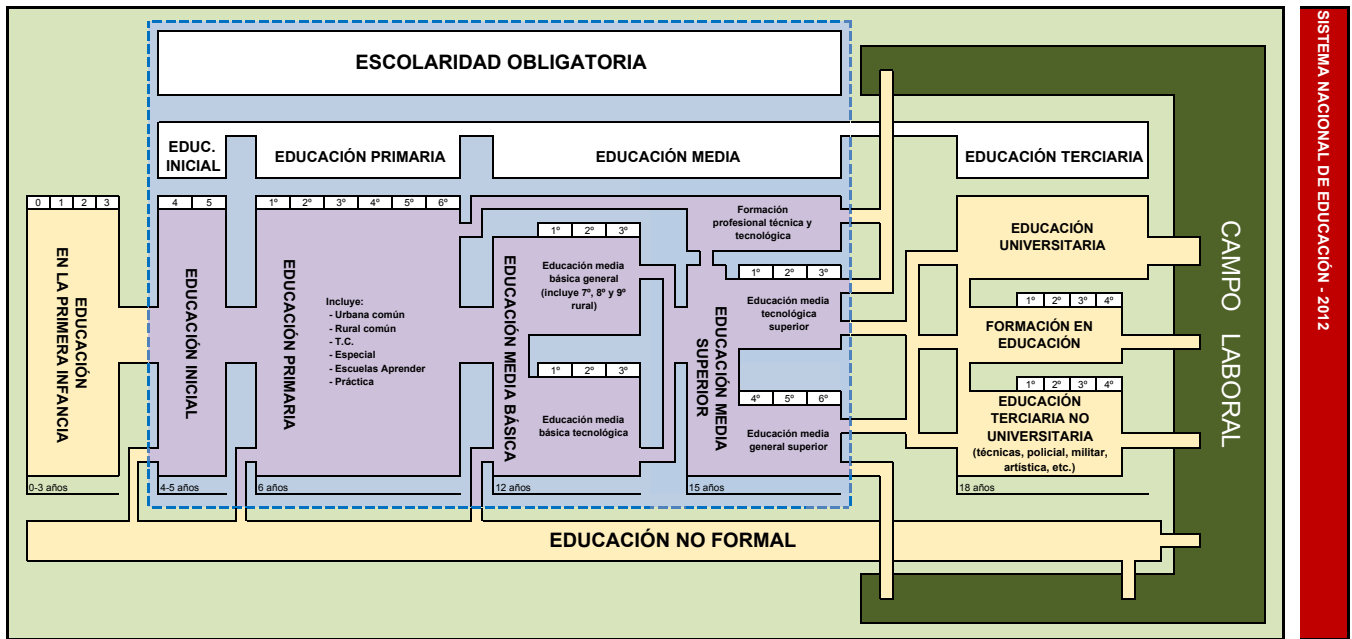 ESCOLARIDAD OBLIGATORIA
EDUC.
INICIAL
EDUCACIÓN PRIMARIA
EDUCACIÓN MEDIA
EDUCACIÓN TERCIARIA
0 1 2 3
4 5
1º 2º 3º 4º 5º 6º
EDUCACIÓN
EN LA PRIMERA INFANCIA
0-3 años
EDUCACIÓN INICIAL
4-5 años
EDUCACIÓN PRIMARIA
Incluye:
- Urbana común
- Rural común
- T.C.
- Especial
- Escuelas Aprender
- Práctica
6 años
EDUCACIÓN MEDIA BÁSICA
1º 2º 3º
Educación media
básica general
(incluye 7º, 8º y 9º
rural)
1º 2º 3º
Educación media
básica tecnológica
12 años
EDUCACIÓN MEDIA
SUPERIOR
Formación
profesional técnica y
tecnológica
1º 2º 3º
Educación media
tecnológica
superior
4º 5º 6º
Educación media
general superior
15 años
EDUCACIÓN
UNIVERSITARIA
1º 2º 3º 4º
FORMACIÓN EN
EDUCACIÓN
1º 2º 3º 4º
EDUCACIÓN
TERCIARIA NO
UNIVERSITARIA
(técnicas, policial, militar,
artística, etc.)
18 años
EDUCACIÓN NO FORMAL
CAMPO LABORAL
SISTEMA NACIONAL DE EDUCACIÓN - 2012